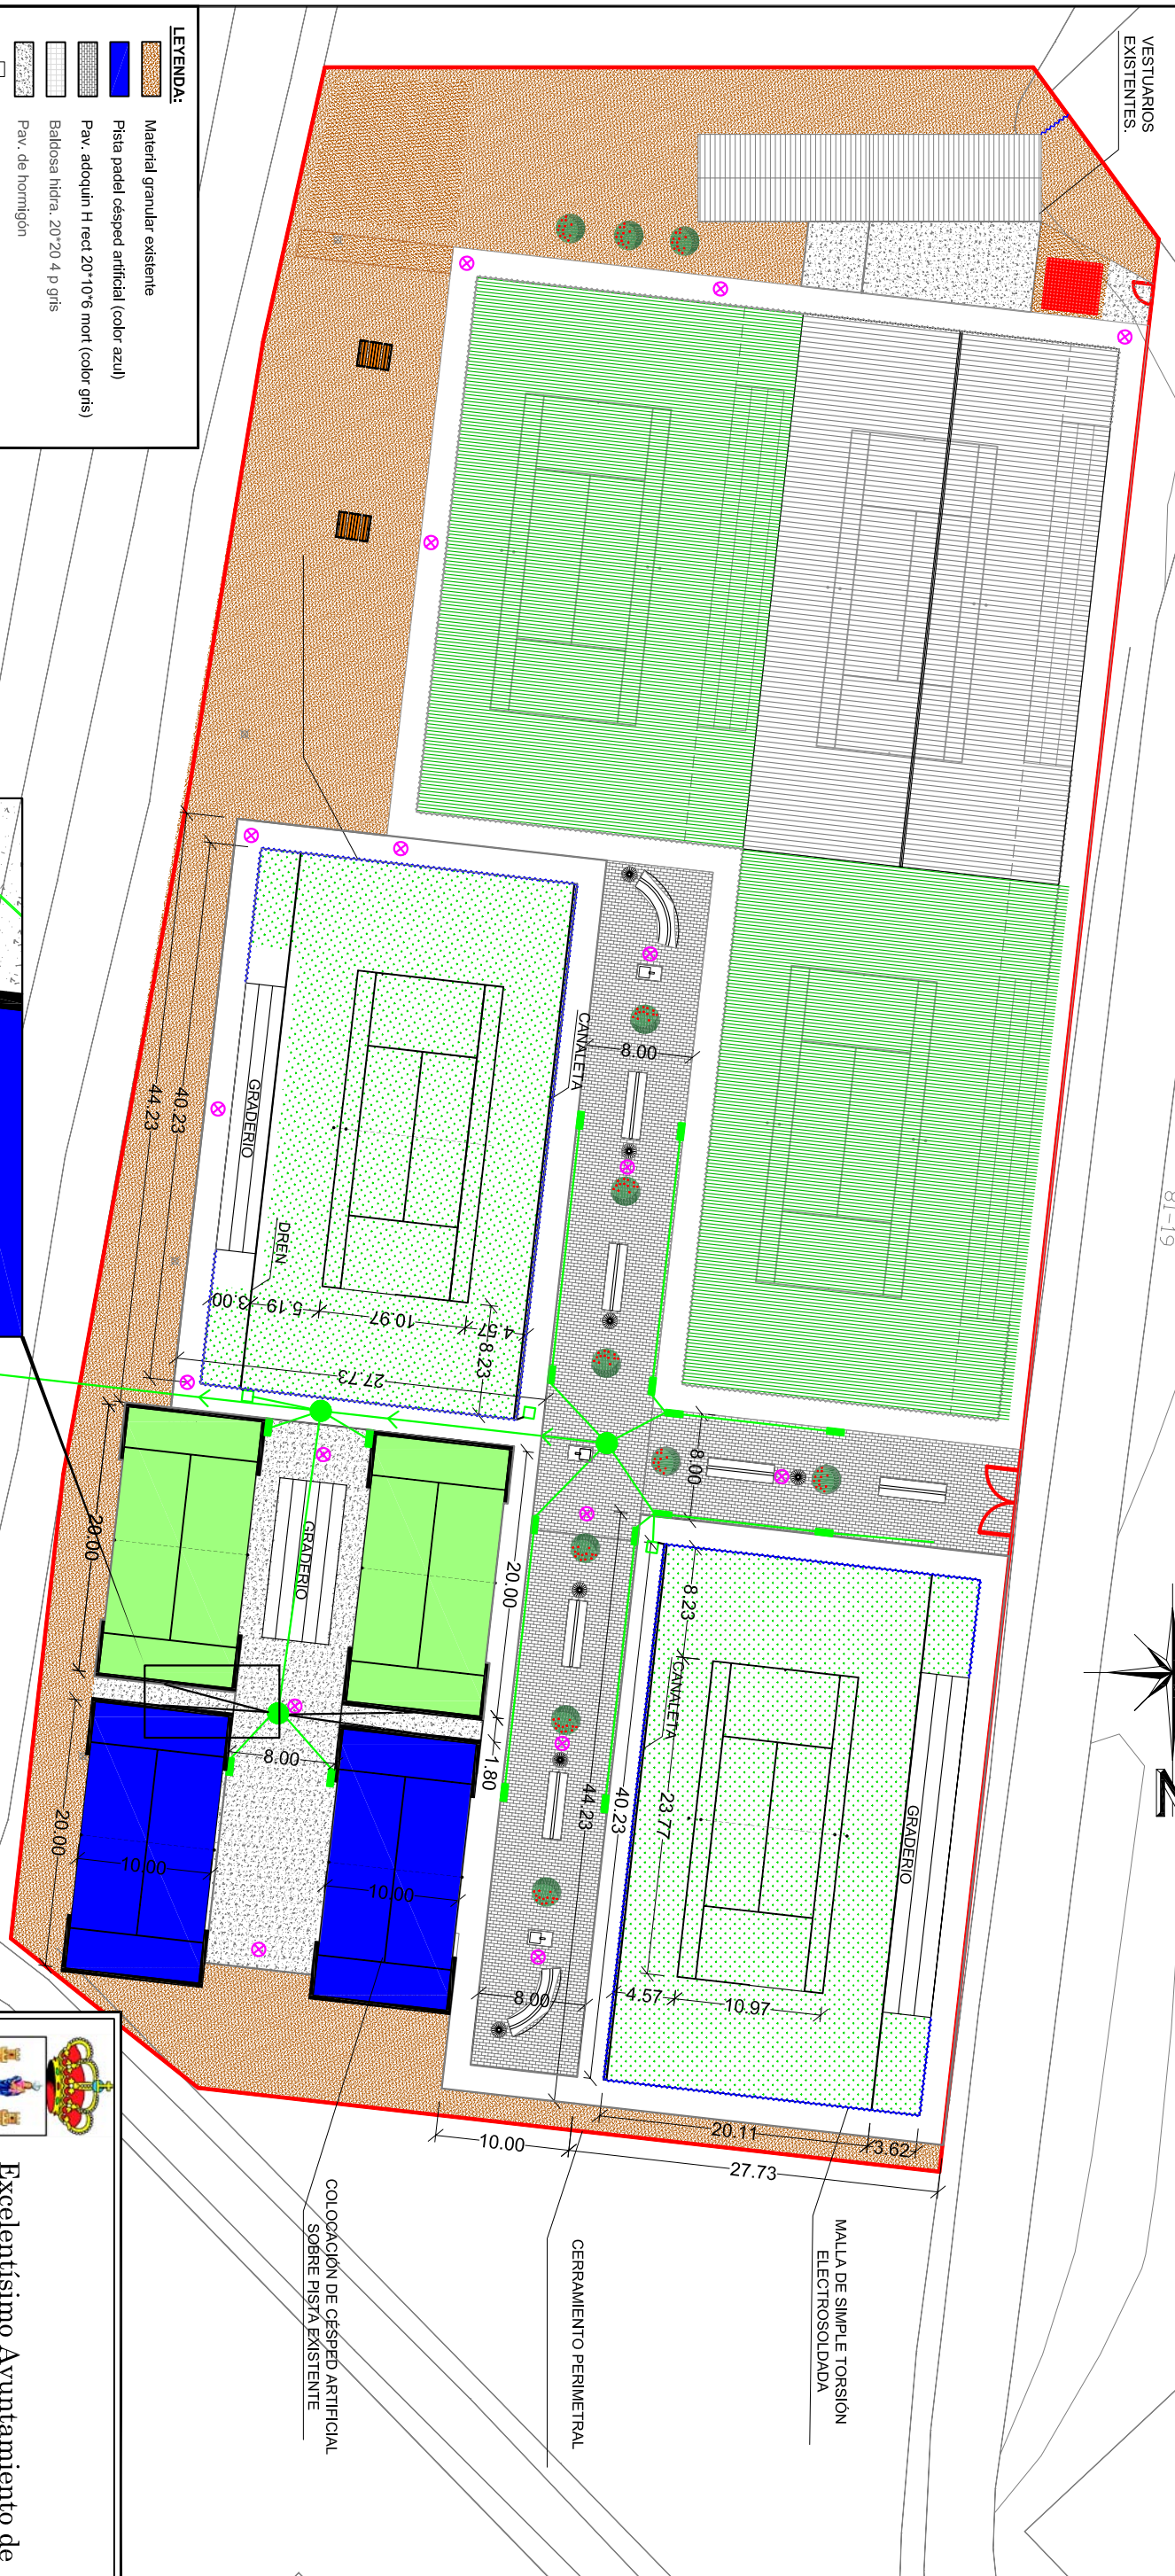 VESTUARIOS
EXISTENTES.
LEYENDA:
Material granular existente
Pista padel césped artificial (color azul)
Pav. adoquin H rect 20*10*6 mort (color gris)
Baldosa hidra. 20*20 4 p gris
Pav. de hormigón
81-19
CANALETA
8.00
GRADERIO
DREN
40.23
44.23
3.00
5.19
10.97
4.57
8.23
27.73
8.00
20.00
GRADERIO
20.00
8.23
CANALETA
23.77
GRADERIO
40.23
44.23
1.80
8.00
20.00
10.00
10.00
8.00
4.57
10.97
20.11
3.62
10.00
27.73
N
MALLA DE SIMPLE TORSIÓN
ELECTROSOLDADA
CERRAMIENTO PERIMETRAL
COLOCACIÓN DE CÉSPED ARTIFICIAL
SOBRE PISTA EXISTENTE
Excelentísimo Ayuntamiento de